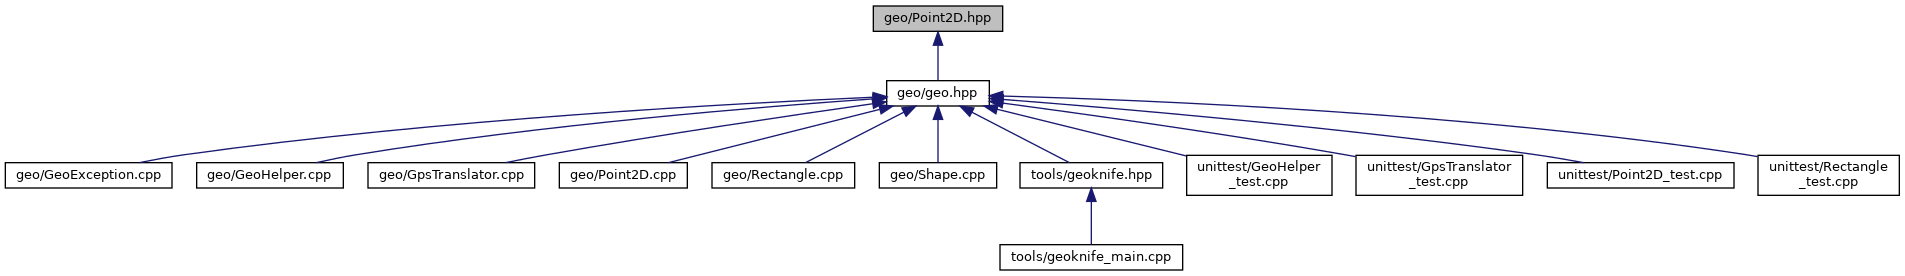 geo/Point2D.hpp
geo/geo.hpp
geo/GeoException.cpp
geo/GeoHelper.cpp
geo/GpsTranslator.cpp
geo/Point2D.cpp
geo/Rectangle.cpp
geo/Shape.cpp
tools/geoknife.hpp
unittest/GeoHelper
_test.cpp
unittest/GpsTranslator
_test.cpp
unittest/Point2D_test.cpp
unittest/Rectangle
_test.cpp
tools/geoknife_main.cpp